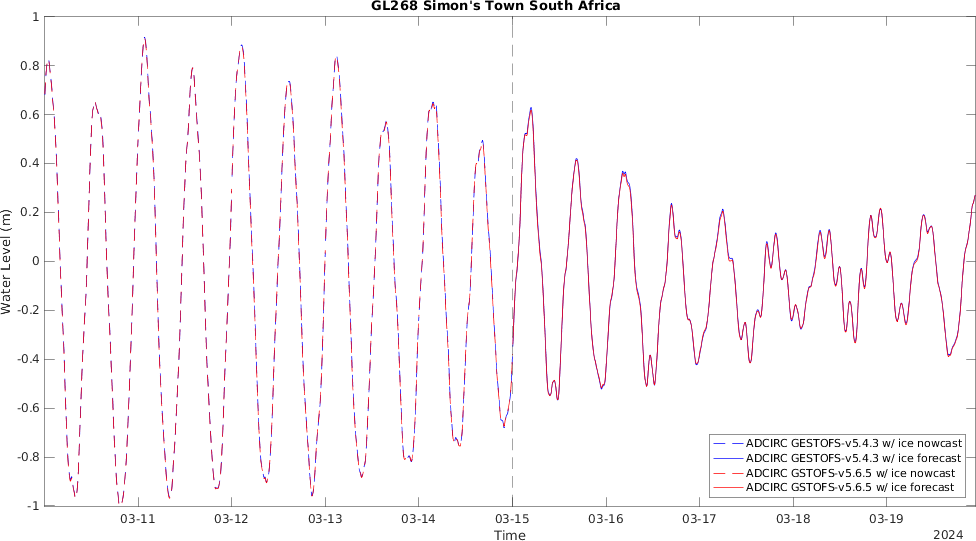 GL268 Simon's Town South Africa
1
0.8
0.6
0.4
0.2
0
-0.2
-0.4
-0.6
-0.8
-1
Water Level (m)
ADCIRC GESTOFS-v5.4.3 w/ ice nowcast
ADCIRC GESTOFS-v5.4.3 w/ ice forecast
ADCIRC GSTOFS-v5.6.5 w/ ice nowcast
ADCIRC GSTOFS-v5.6.5 w/ ice forecast
03-11 03-12 03-13 03-14 03-15 03-16 03-17 03-18 03-19
Time
2024